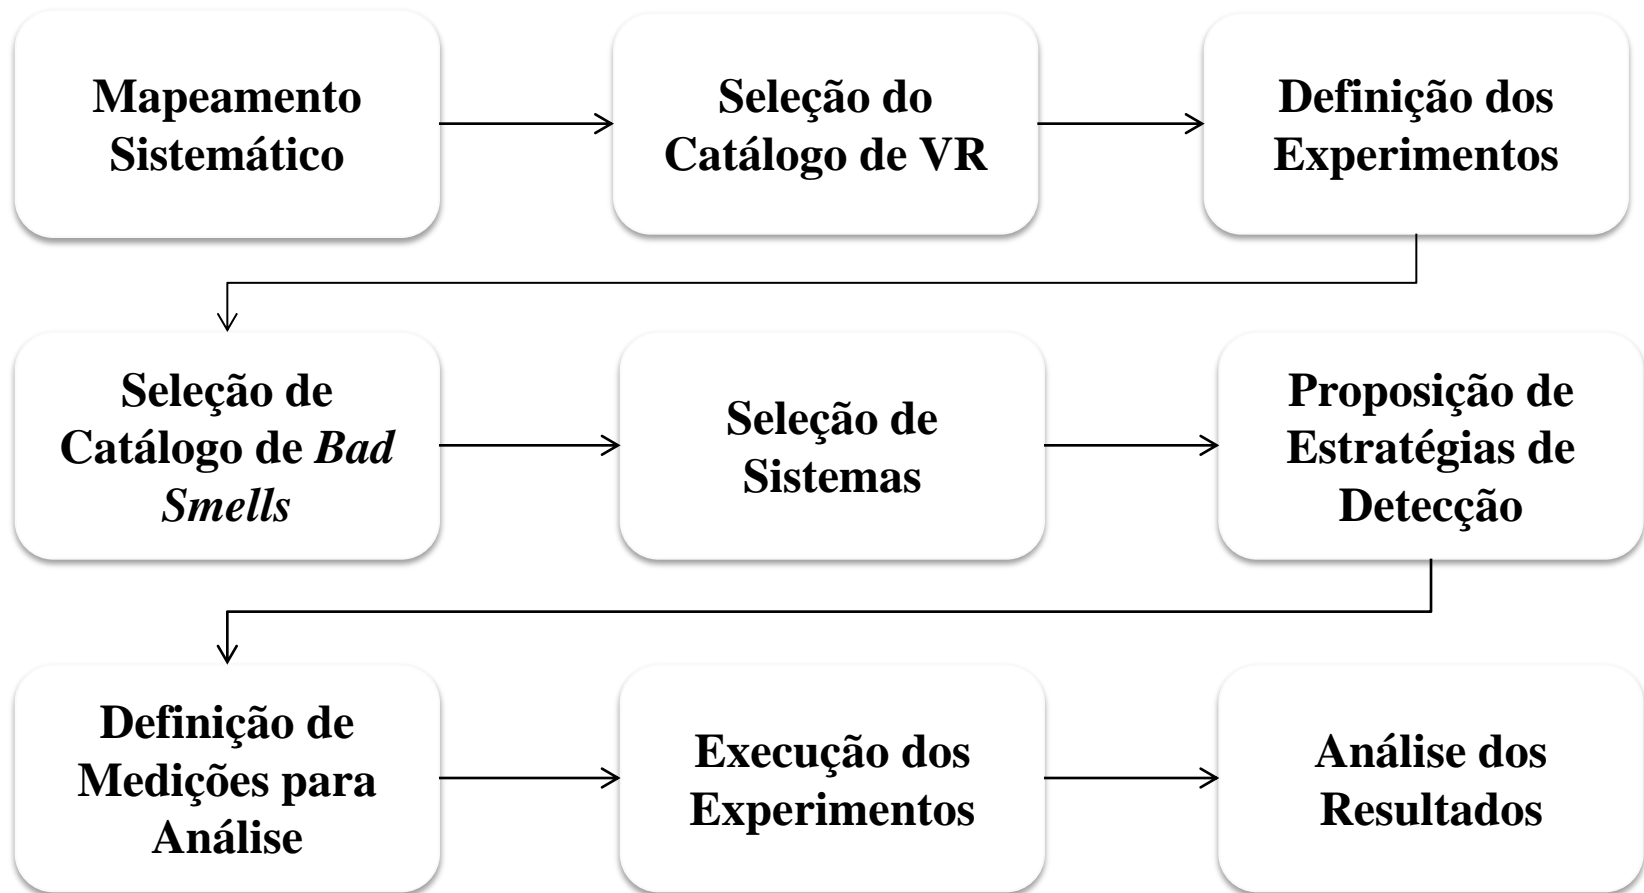 Mapeamento
Sistemático
Seleção do
Catálogo de VR
Definição dos
Experimentos
Seleção de
Catálogo de Bad
Smells
Seleção de
Sistemas
Proposição de
Estratégias de
Detecção
Definição de
Medições para
Análise
Execução dos
Experimentos
Análise dos
Resultados